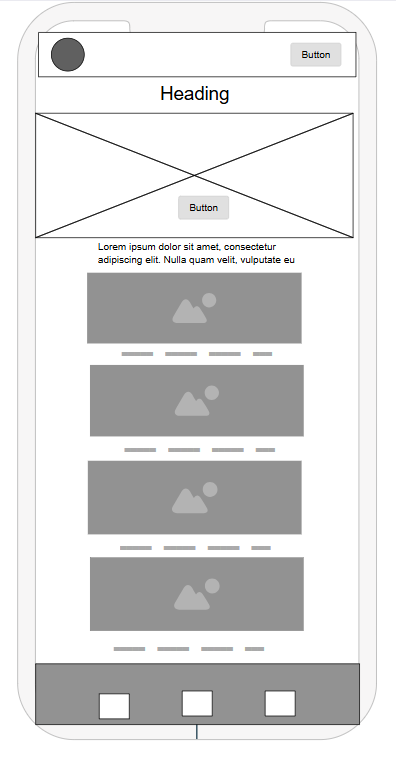 Button
Heading
Button
Lorem ipsum dolor sit amet, consectetur
adipiscing elit. Nulla quam velit, vulputate eu